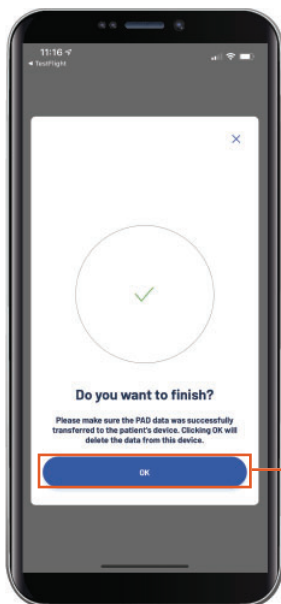 11:16
◂ TestFlight
Do you want to finish?
Please make sure the PAD data was successfully
transferred to the patient's device. Clicking OK will
delete the data from this device.
OK